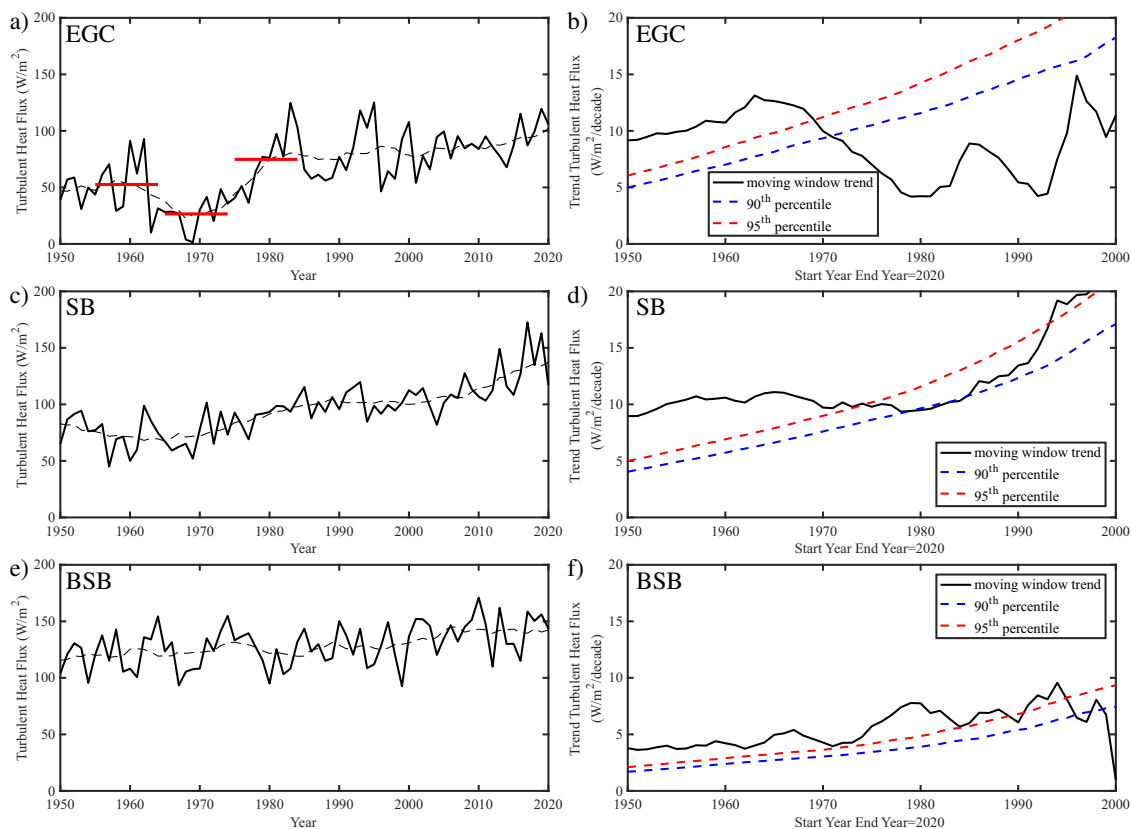 a)
EGC
Turbulent Heat Flux (W/m²)
200
150
100
50
0
1950 1960 1970 1980 1990 2000 2010 2020
Year
b)
EGC
Trend Turbulent Heat Flux
(W/m²/decade)
20
15
10
5
0
moving window trend
90th percentile
95th percentile
1950 1960 1970 1980 1990 2000
Start Year End Year=2020
c)
SB
Turbulent Heat Flux (W/m²)
200
150
100
50
0
1950 1960 1970 1980 1990 2000 2010 2020
Year
d)
SB
Trend Turbulent Heat Flux
(W/m²/decade)
20
15
10
5
0
moving window trend
90th percentile
95th percentile
1950 1960 1970 1980 1990 2000
Start Year End Year=2020
e)
BSB
Turbulent Heat Flux (W/m²)
200
150
100
50
0
1950 1960 1970 1980 1990 2000 2010 2020
Year
f)
BSB
Trend Turbulent Heat Flux
(W/m²/decade)
20
15
10
5
0
moving window trend
90th percentile
95th percentile
1950 1960 1970 1980 1990 2000
Start Year End Year=2020